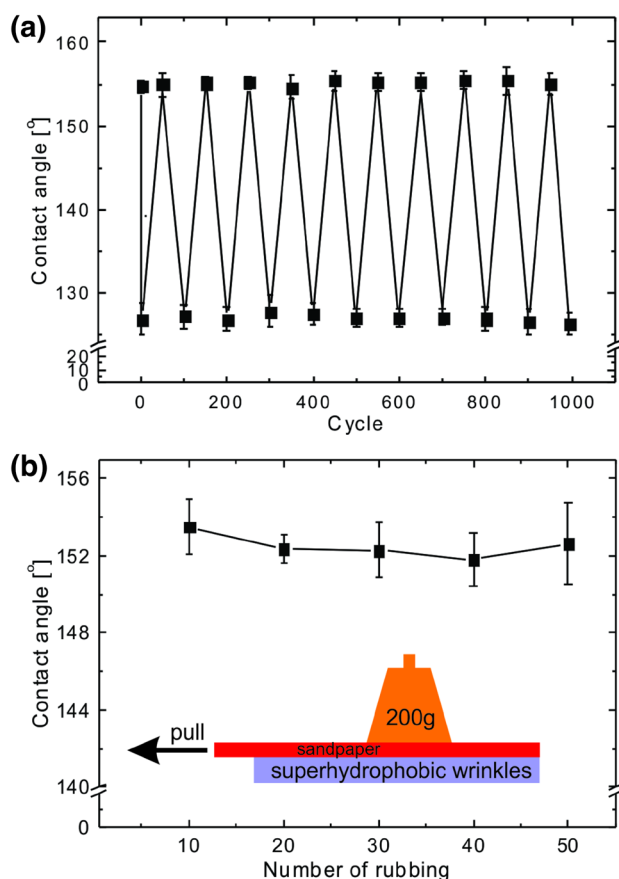 (a)
160
150
140
130
20
10
0
Contact angle [°]
0 200 400 600 800 1000
Cycle
(b)
156
152
148
142
140
0
Contact angle [°]
200g
pull
sandpaper
superhydrophobic wrinkles
10 20 30 40 50
Number of rubbing